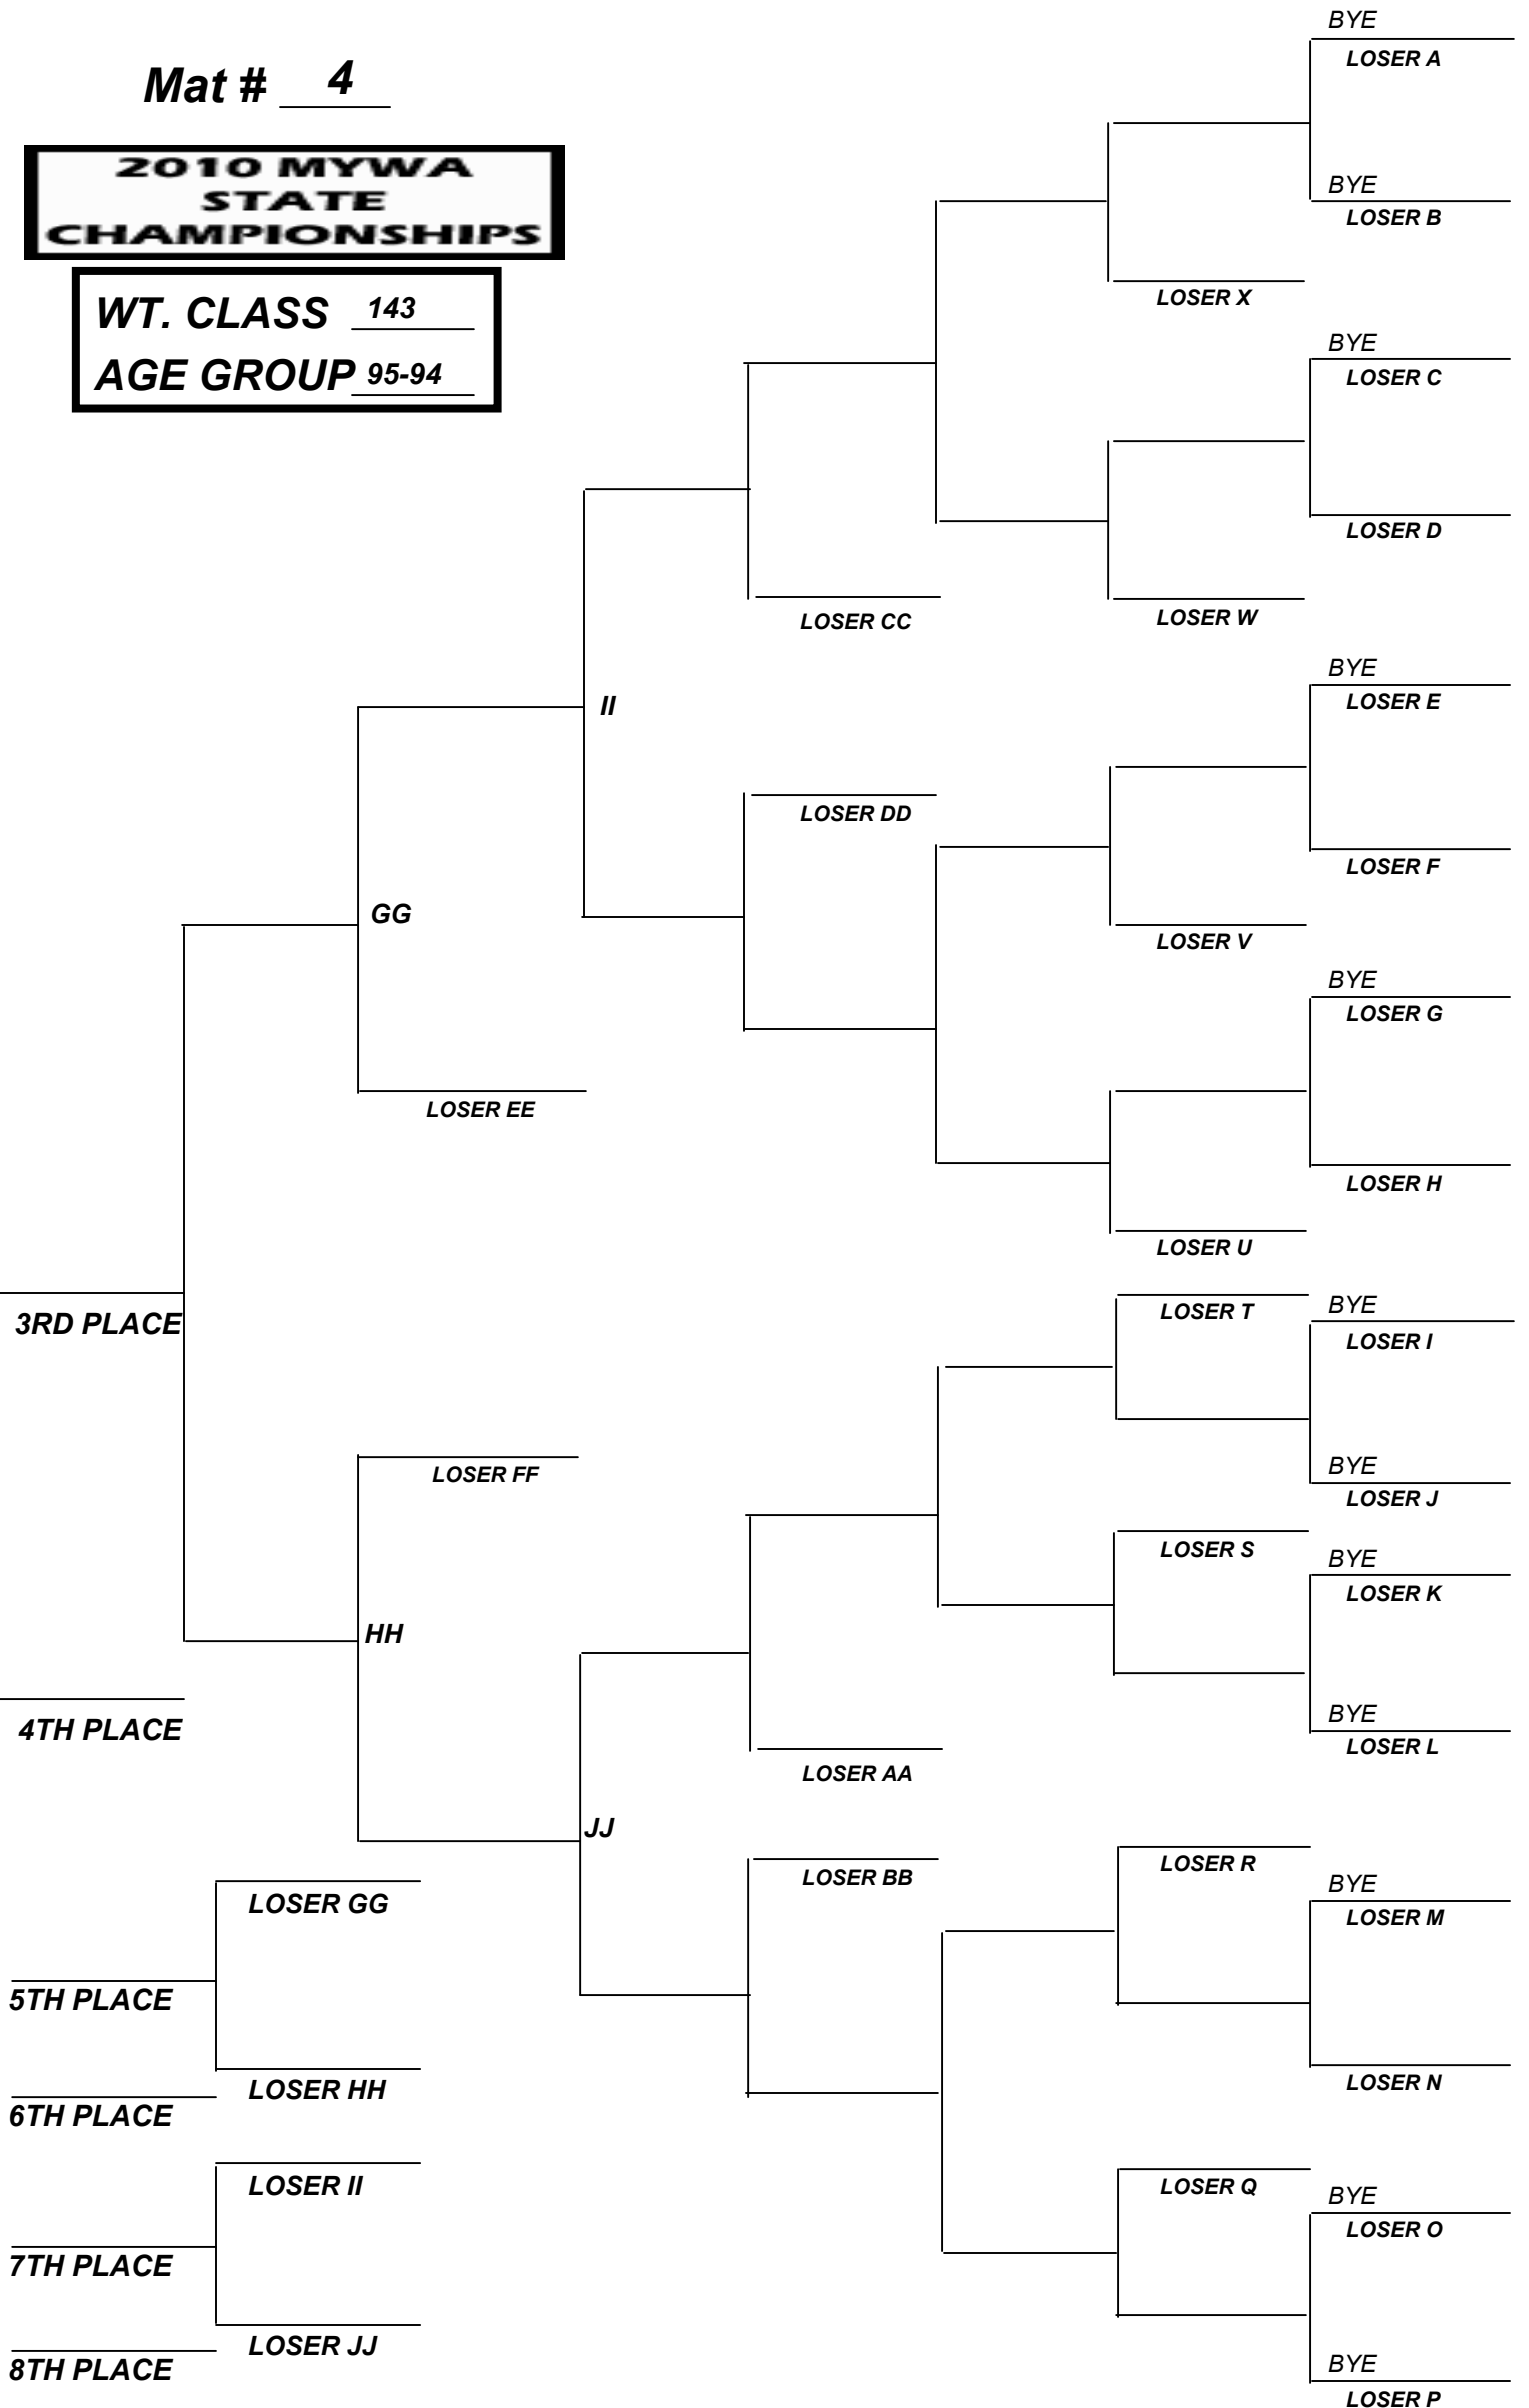 Mat # 4
2010 MYWA
STATE
CHAMPIONSHIPS
WT. CLASS 143
AGE GROUP 95-94
BYE
LOSER A
BYE
LOSER B
LOSER X
BYE
LOSER C
LOSER D
LOSER W
LOSER CC
BYE
LOSER E
II
LOSER DD
LOSER F
GG
LOSER V
BYE
LOSER G
LOSER EE
LOSER H
LOSER U
3RD PLACE
LOSER T
BYE
LOSER I
LOSER FF
BYE
LOSER J
LOSER S
BYE
LOSER K
HH
4TH PLACE
BYE
LOSER L
LOSER AA
JJ
LOSER BB
LOSER R
BYE
LOSER M
LOSER GG
5TH PLACE
LOSER HH
LOSER N
6TH PLACE
LOSER II
LOSER Q
BYE
LOSER O
7TH PLACE
LOSER JJ
8TH PLACE
BYE
LOSER P